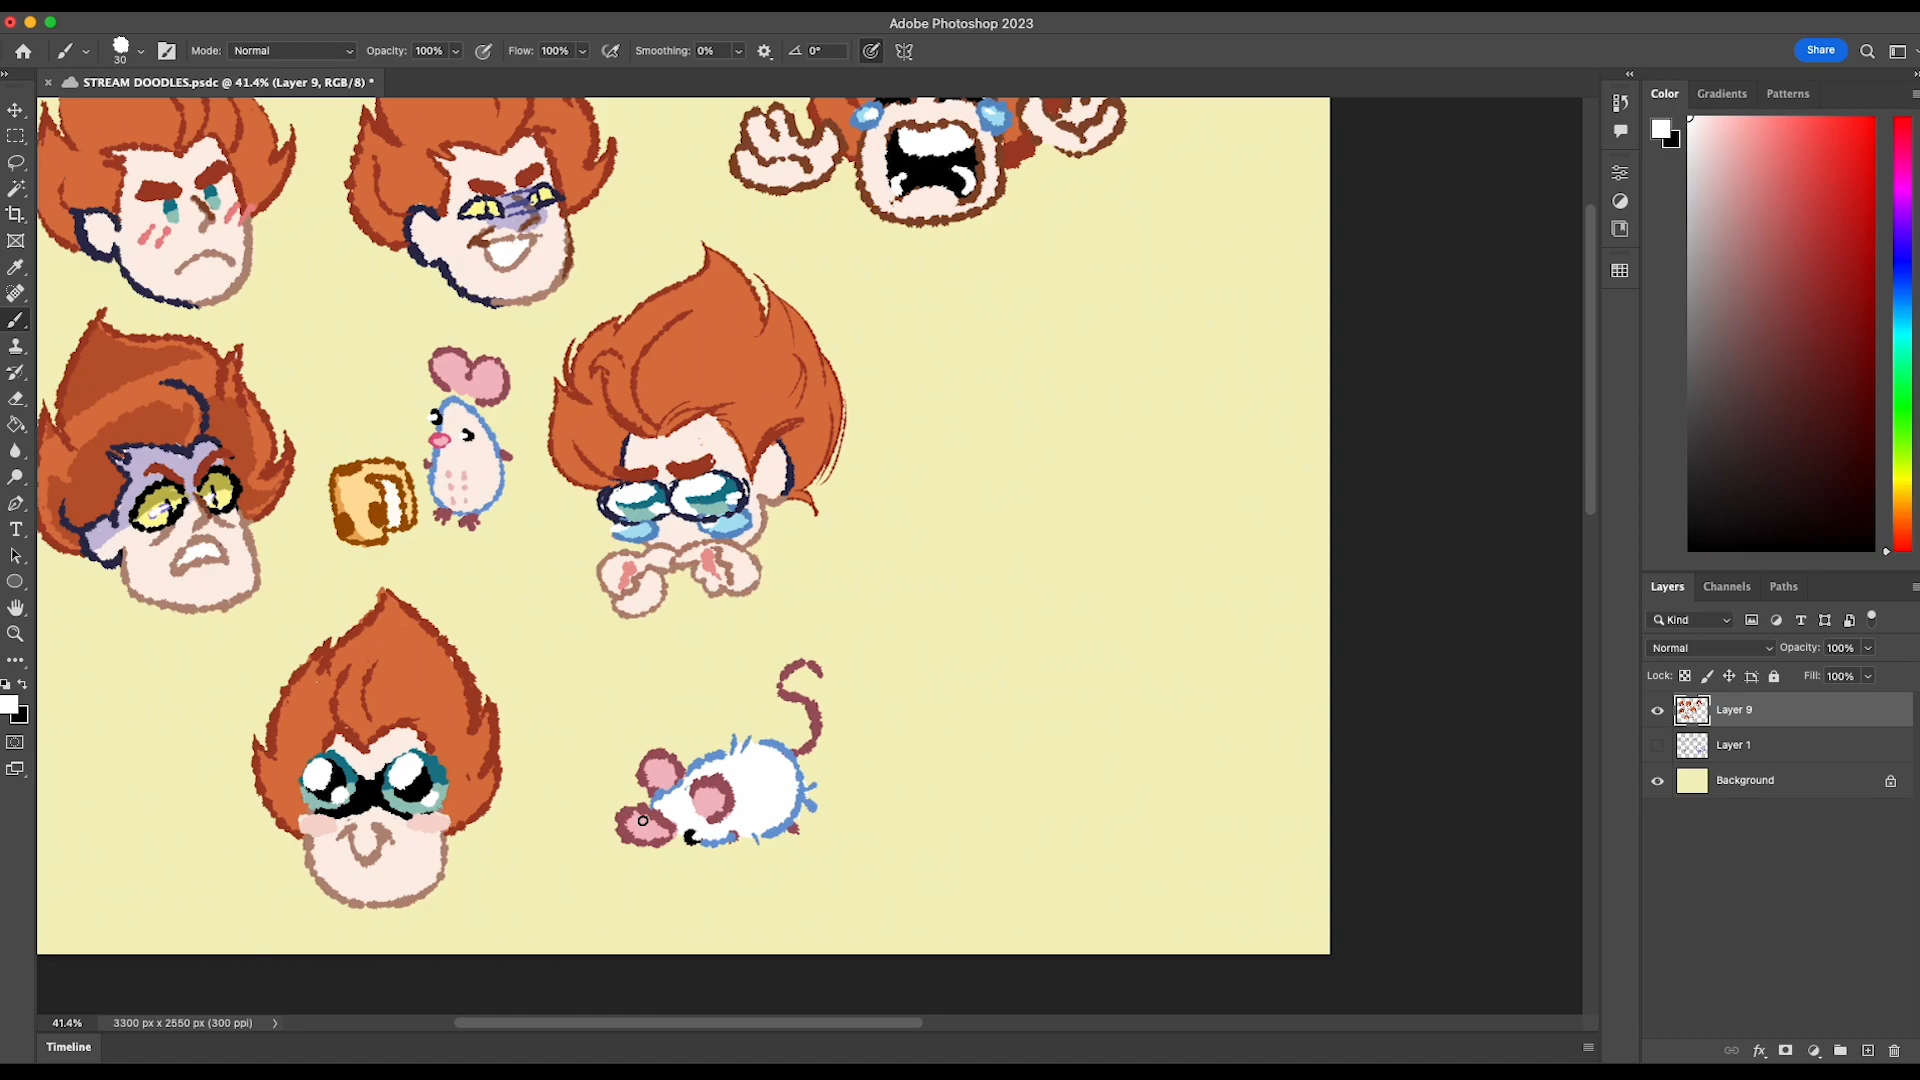 Adobe Photoshop 2023
30
Mode: Normal
Opacity: 100%
Flow: 100%
Smoothing: 0%
0°
Share
STREAM DOODLES.psdc @ 41.4% (Layer 9, RGB/8) *
Color Gradients Patterns
Layers Channels Paths
Kind
Normal
Opacity: 100%
Lock:
Fill: 100%
Layer 9
Layer 1
Background
fx
41.4%
3300 px x 2550 px (300 ppi)
Timeline